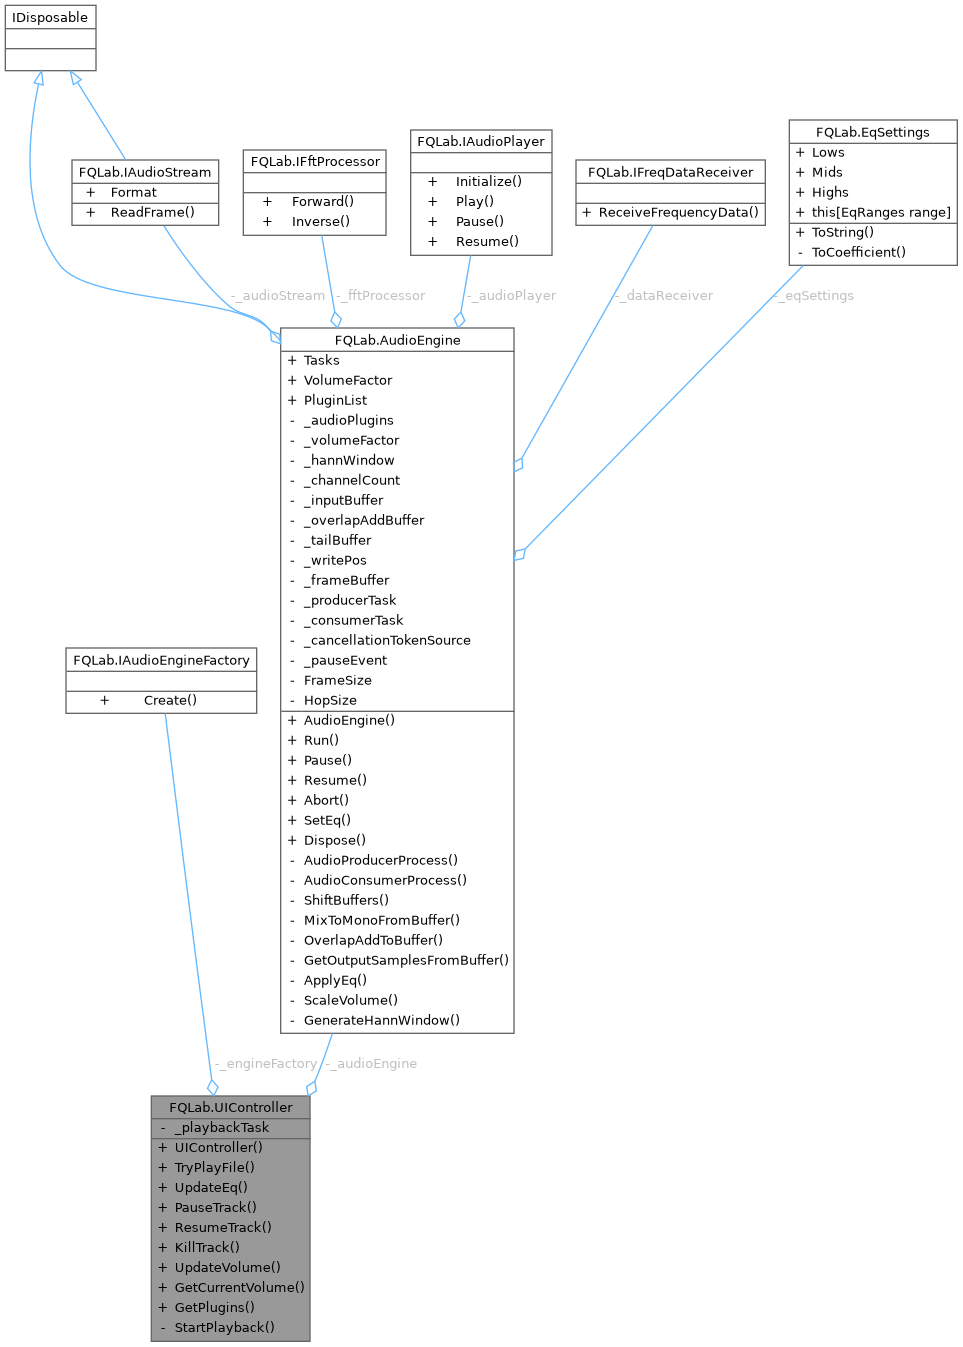 IDisposable
FQLab.IAudioStream
+ Format
+ ReadFrame()
FQLab.IFftProcessor
+ Forward()
+ Inverse()
FQLab.IAudioPlayer
+ Initialize()
+ Play()
+ Pause()
+ Resume()
FQLab.IFreqDataReceiver
+ ReceiveFrequencyData()
FQLab.EqSettings
+ Lows
+ Mids
+ Highs
+ this[EqRanges range]
+ ToString()
- ToCoefficient()
-_audioStream
-_fftProcessor
-_audioPlayer
-_dataReceiver
-_eqSettings
FQLab.AudioEngine
+ Tasks
+ VolumeFactor
+ PluginList
- _audioPlugins
- _volumeFactor
- _hannWindow
- _channelCount
- _inputBuffer
- _overlapAddBuffer
- _tailBuffer
- _writePos
- _frameBuffer
- _producerTask
- _consumerTask
- _cancellationTokenSource
- _pauseEvent
- FrameSize
- HopSize
+ AudioEngine()
+ Run()
+ Pause()
+ Resume()
+ Abort()
+ SetEq()
+ Dispose()
- AudioProducerProcess()
- AudioConsumerProcess()
- ShiftBuffers()
- MixToMonoFromBuffer()
- OverlapAddToBuffer()
- GetOutputSamplesFromBuffer()
- ApplyEq()
- ScaleVolume()
- GenerateHannWindow()
FQLab.IAudioEngineFactory
+ Create()
-_engineFactory
-_audioEngine
FQLab.UIController
- _playbackTask
+ UIController()
+ TryPlayFile()
+ UpdateEq()
+ PauseTrack()
+ ResumeTrack()
+ KillTrack()
+ UpdateVolume()
+ GetCurrentVolume()
+ GetPlugins()
- StartPlayback()